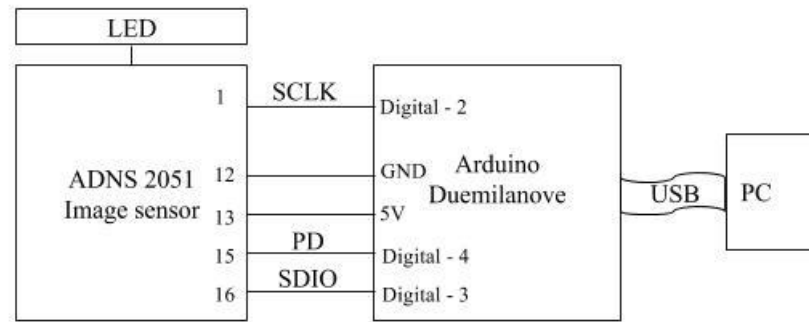 LED
1 SCLK Digital - 2
ADNS 2051
Image sensor
12 GND
13 5V
15 PD Digital - 4
16 SDIO Digital - 3
Arduino
Duemilanove
USB
PC